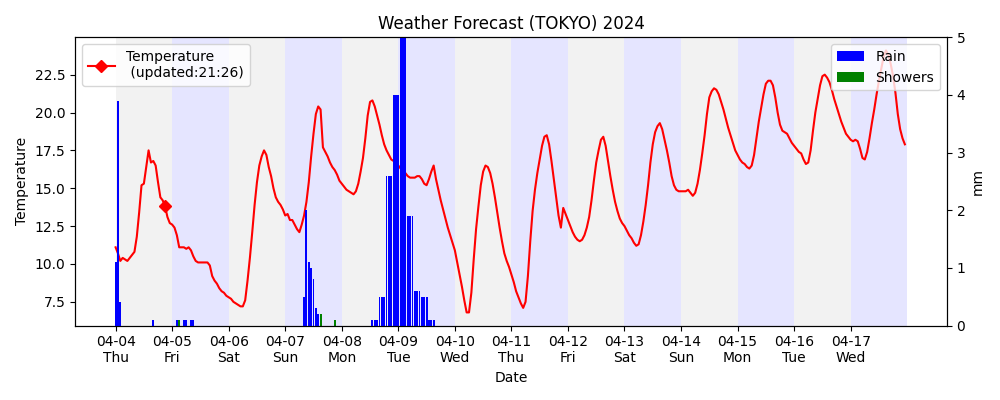 Weather Forecast (TOKYO) 2024
Temperature
(updated:21:26)
Rain
Showers
Temperature
22.5
20.0
17.5
15.0
12.5
10.0
7.5
5
4
3
2
1
0
mm
04-04 04-05 04-06 04-07 04-08 04-09 04-10 04-11 04-12 04-13 04-14 04-15 04-16 04-17
Thu Fri Sat Sun Mon Tue Wed Thu Fri Sat Sun Mon Tue Wed
Date